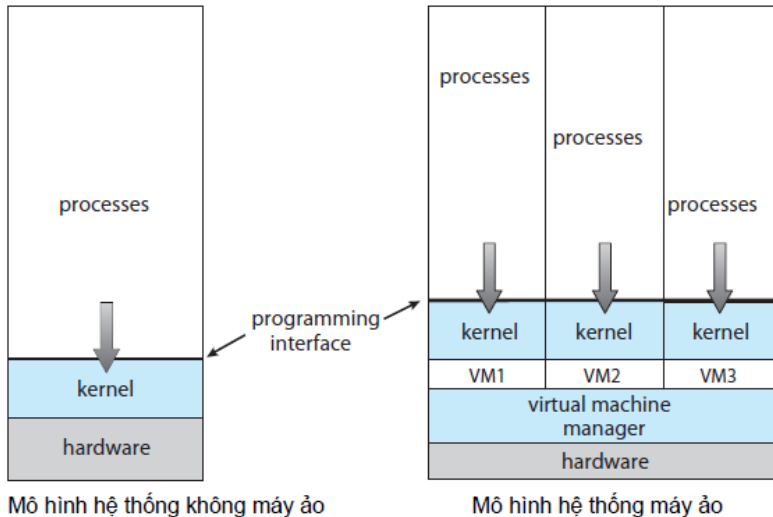 processes
kernel
hardware
Mô hình hệ thống không máy ảo
programming
interface
processes
processes
processes
kernel
kernel
kernel
VM1
VM2
VM3
virtual machine
manager
hardware
Mô hình hệ thống máy ảo